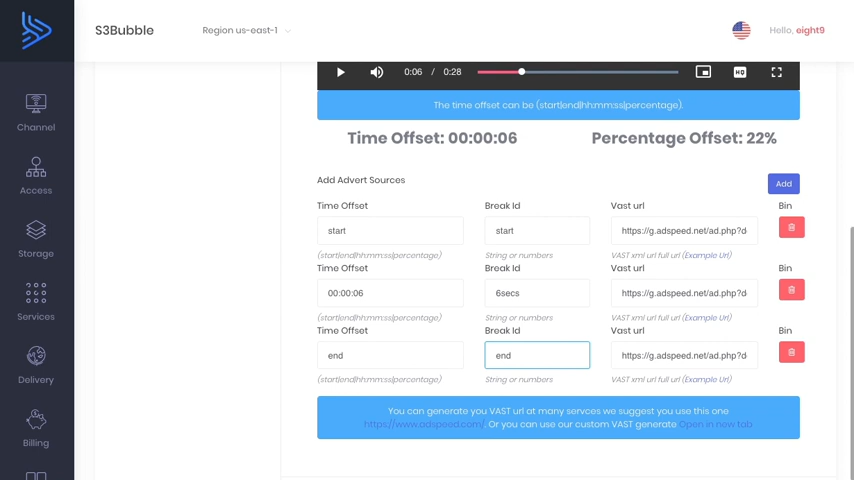 S3Bubble
Region us-east-1
Hello, eight9
0:06 / 0:28
HQ
The time offset can be (start|end|hh:mm:ss|percentage).
Time Offset: 00:00:06
Percentage Offset: 22%
Add Advert Sources
Add
Time Offset
Break Id
Vast url
Bin
start
start
https://g.adspeed.net/ad.php?d
(start|end|hh:mm:ss|percentage)
String or numbers
VAST xml url full url (Example Url)
Time Offset
Break Id
Vast url
Bin
00:00:06
6secs
https://g.adspeed.net/ad.php?d
(start|end|hh:mm:ss|percentage)
String or numbers
VAST xml url full url (Example Url)
Time Offset
Break Id
Vast url
Bin
end
end
https://g.adspeed.net/ad.php?d
(start|end|hh:mm:ss|percentage)
String or numbers
VAST xml url full url (Example Url)
You can generate you VAST url at many servces we suggest you use this one
https://www.adspeed.com/. Or you can use our custom VAST generate Open in new tab
Channel
Access
Storage
Services
Delivery
Billing